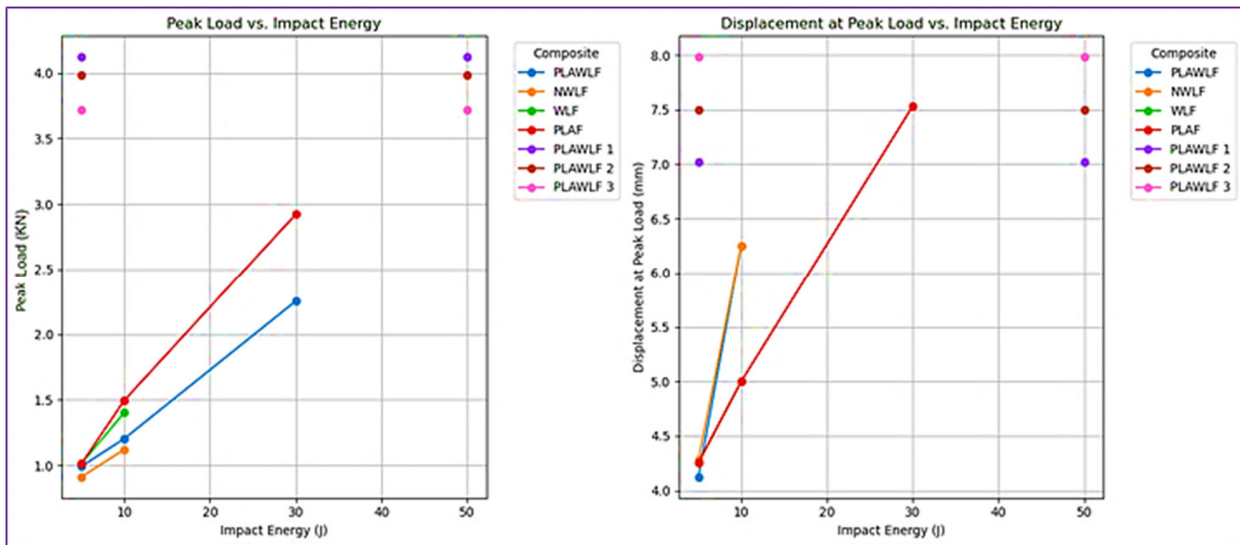 Peak Load vs. Impact Energy
Peak Load (KN)
4.0
3.5
3.0
2.5
2.0
1.5
1.0
10
20
30
40
50
Impact Energy (J)
Composite
PLAWLF
NWLF
WLF
PLAF
PLAWLF 1
PLAWLF 2
PLAWLF 3
Displacement at Peak Load vs. Impact Energy
Displacement at Peak Load (mm)
8.0
7.5
7.0
6.5
6.0
5.5
5.0
4.5
4.0
10
20
30
40
50
Impact Energy (J)
Composite
PLAWLF
NWLF
WLF
PLAF
PLAWLF 1
PLAWLF 2
PLAWLF 3